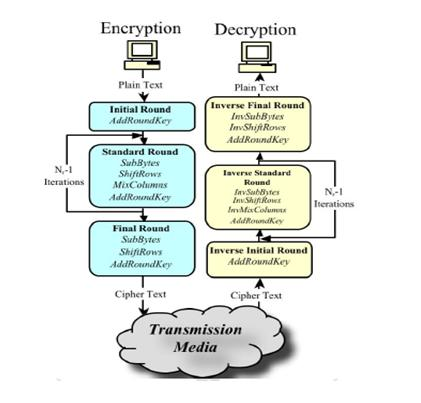 Encryption
Plain Text
Initial Round
AddRoundKey
Standard Round
SubBytes
ShiftRows
MixColumns
AddRoundKey
Nr-1
Iterations
Final Round
SubBytes
ShiftRows
AddRoundKey
Cipher Text
Decryption
Plain Text
Inverse Final Round
InvSubBytes
InvShiftRows
AddRoundKey
Inverse Standard
Round
InvSubBytes
InvShiftRows
InvMixColumns
AddRoundKey
Nr-1
Iterations
Inverse Initial Round
AddRoundKey
Cipher Text
Transmission
Media